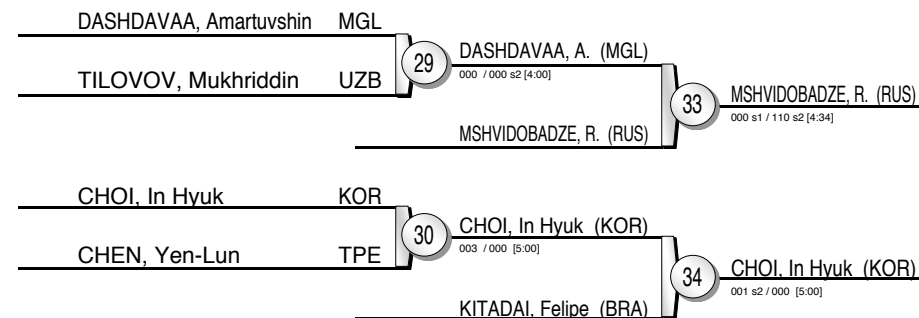 DASHDAVAA, Amartuvshin MGL
29
DASHDAVAA, A. (MGL)
000 / 000 s2 [4:00]
TILOVOV, Mukhriddin UZB
33
MSHVIDOBADZE, R. (RUS)
000 s1 / 110 s2 [4:34]
MSHVIDOBADZE, R. (RUS)
CHOI, In Hyuk KOR
30
CHOI, In Hyuk (KOR)
003 / 000 [5:00]
CHEN, Yen-Lun TPE
34
CHOI, In Hyuk (KOR)
001 s2 / 000 [5:00]
KITADAI, Felipe (BRA)